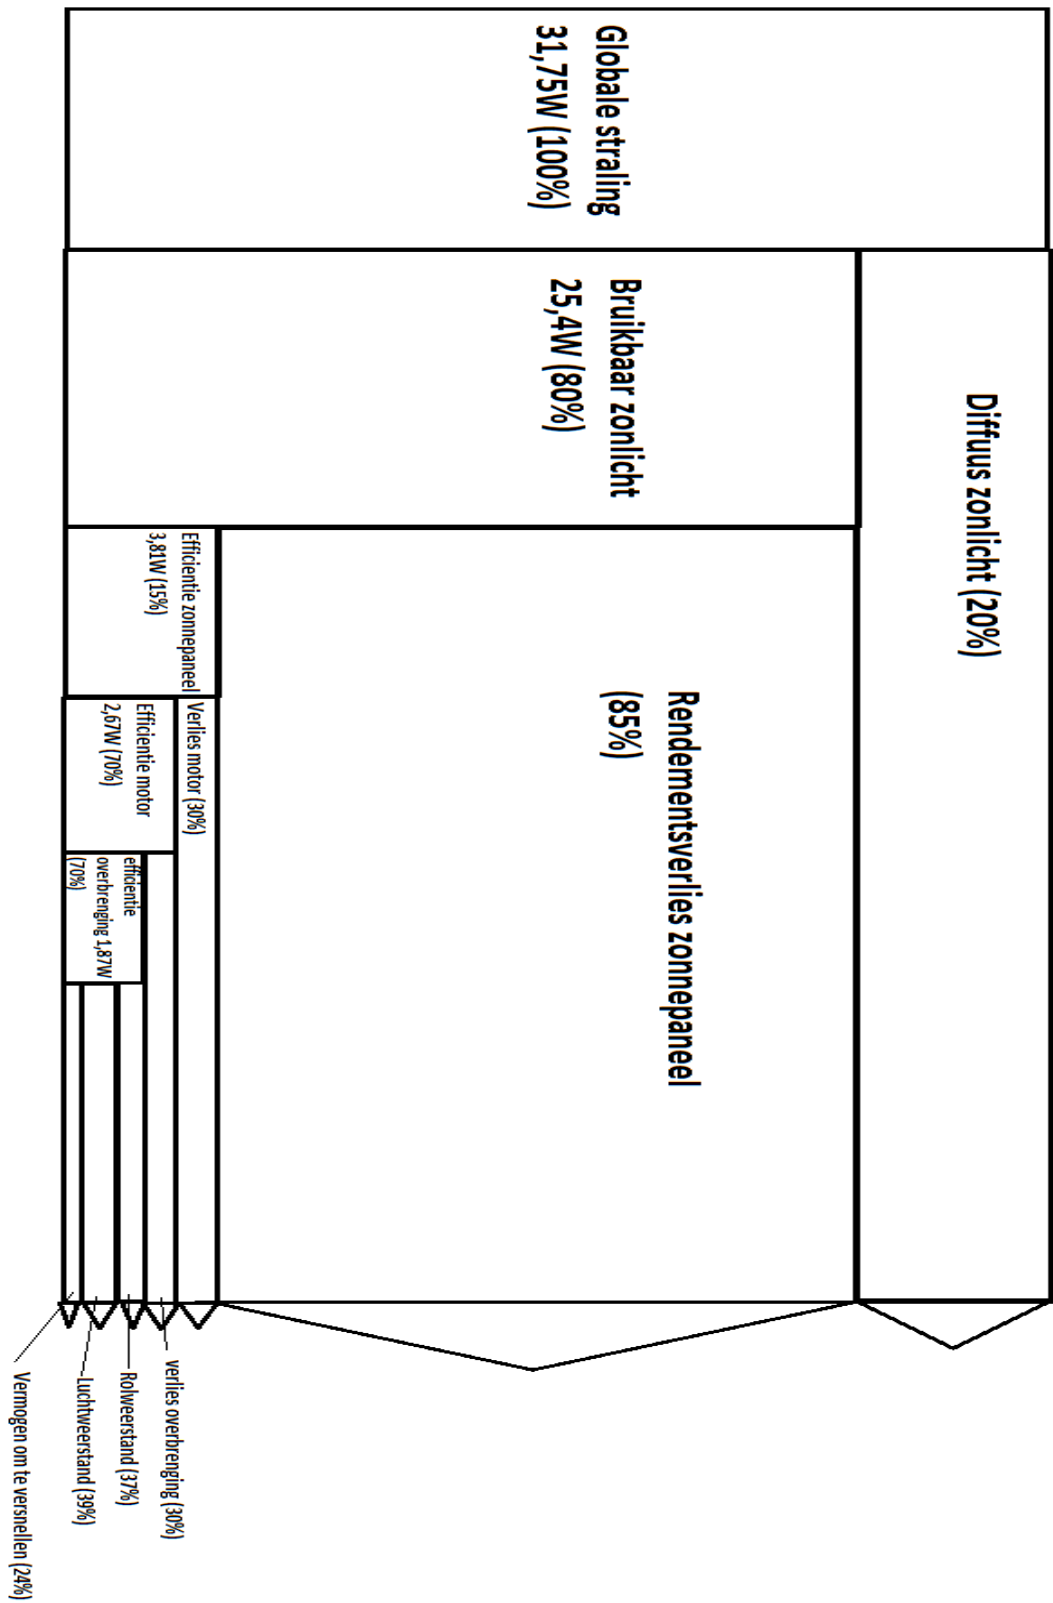 Globale straling
31,75W (100%)
Diffuus zonlicht (20%)
Bruikbaar zonlicht
25,4W (80%)
Rendementsverlies zonnepaneel
(85%)
Efficientie zonnepaneel
3,81W (15%)
Verlies motor (30%)
Efficientie motor
2,67W (70%)
efficientie
overbrenging 1,87W
(70%)
verlies overbrenging (30%)
Rolweerstand (37%)
Luchtweerstand (39%)
Vermogen om te versnellen (24%)